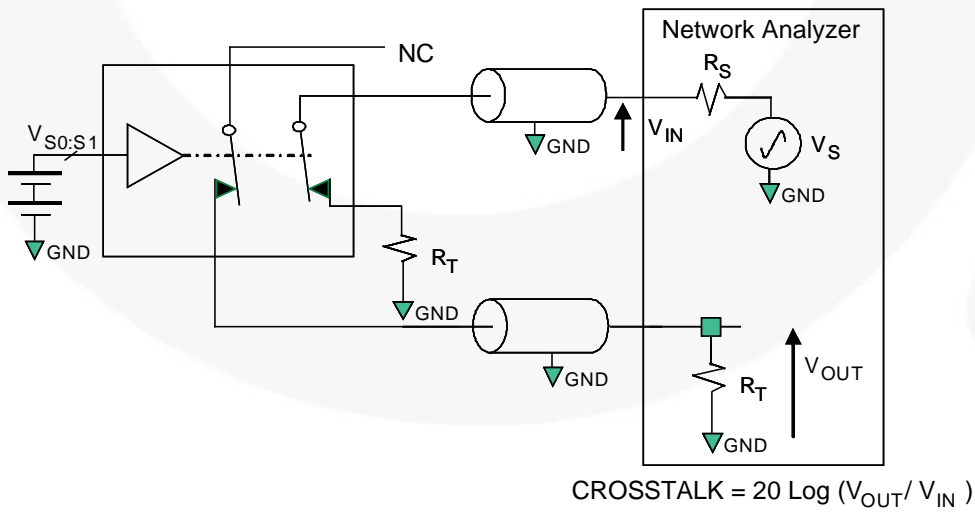 Network Analyzer
NC
R_S
V_IN
V_S
GND
GND
V_S0:S1
GND
R_T
GND
GND
R_T
V_OUT
GND
CROSSTALK = 20 Log (V_OUT / V_IN )